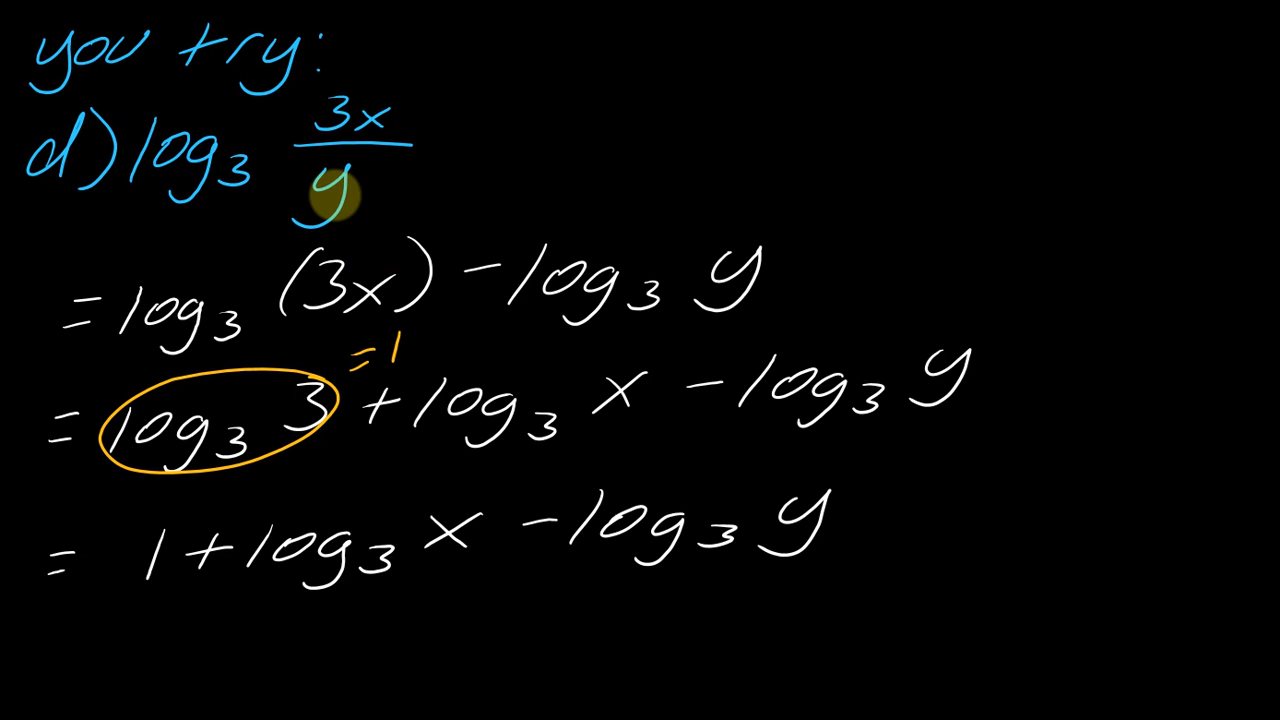 you try:
d) log₃ 3x/y
= log₃ (3x) - log₃ y
= log₃ 3 = 1 + log₃ x - log₃ y
= 1 + log₃ x - log₃ y